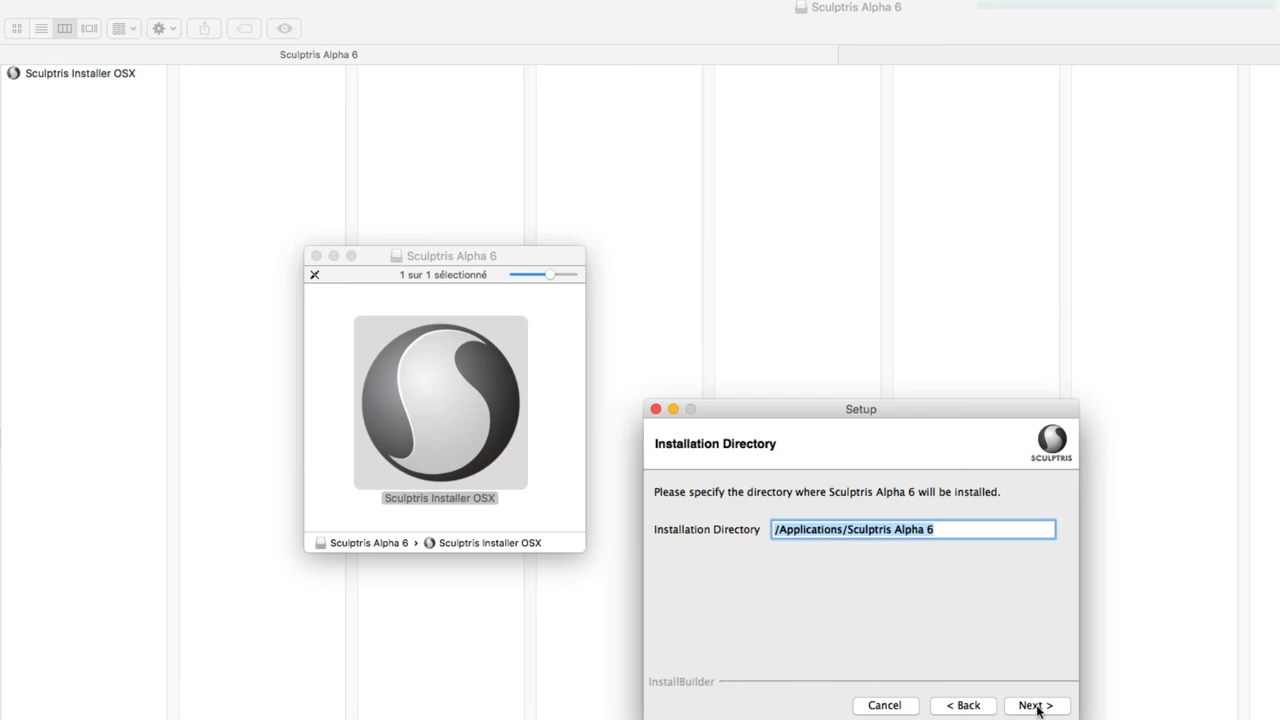 Sculptris Alpha 6
Sculptris Alpha 6
Sculptris Installer OSX
Sculptris Alpha 6
1 sur 1 sélectionné
Sculptris Installer OSX
Sculptris Alpha 6 › Sculptris Installer OSX
Setup
Installation Directory
SCULPTRIS
Please specify the directory where Sculptris Alpha 6 will be installed.
Installation Directory /Applications/Sculptris Alpha 6
InstallBuilder
Cancel < Back Next >